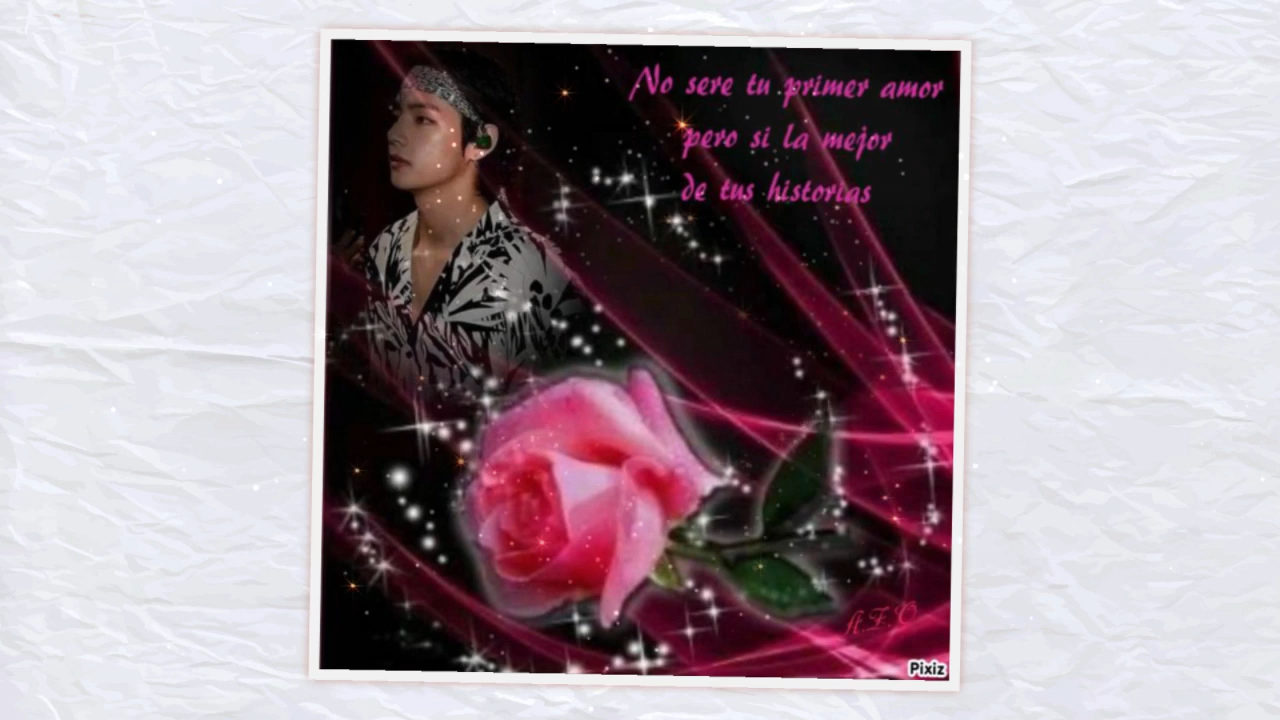 No sere tu primer amor
pero si la mejor
de tus historias
A.F.O
Pixiz